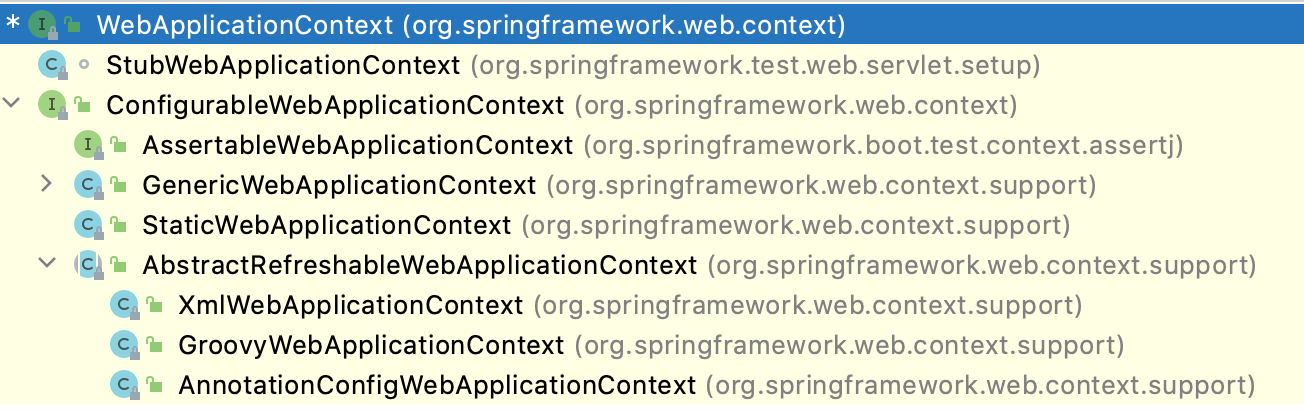 * I WebApplicationContext (org.springframework.web.context)
C StubWebApplicationContext (org.springframework.test.web.servlet.setup)
I ConfigurableWebApplicationContext (org.springframework.web.context)
I AssertableWebApplicationContext (org.springframework.boot.test.context.assertj)
C GenericWebApplicationContext (org.springframework.web.context.support)
C StaticWebApplicationContext (org.springframework.web.context.support)
C AbstractRefreshableWebApplicationContext (org.springframework.web.context.support)
C XmlWebApplicationContext (org.springframework.web.context.support)
C GroovyWebApplicationContext (org.springframework.web.context.support)
C AnnotationConfigWebApplicationContext (org.springframework.web.context.support)